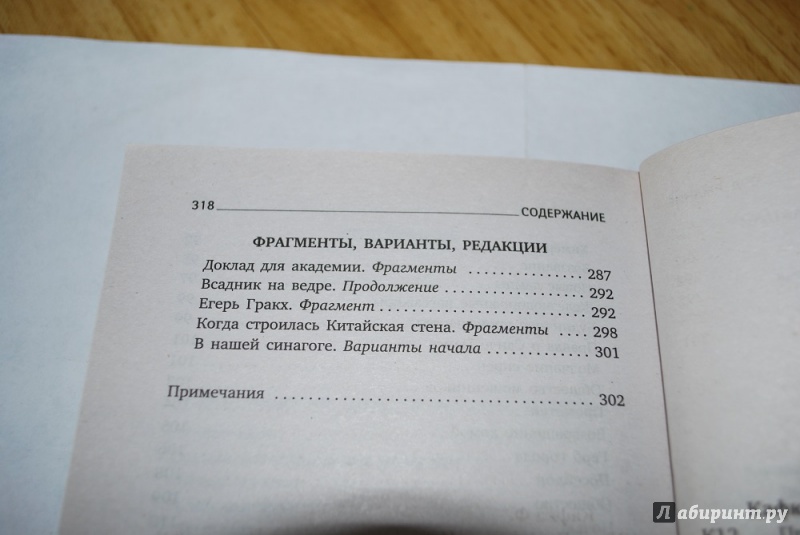 318 СОДЕРЖАНИЕ
ФРАГМЕНТЫ, ВАРИАНТЫ, РЕДАКЦИИ
Доклад для академии. Фрагменты .............. 287
Всадник на ведре. Продолжение .................. 292
Егерь Гракх. Фрагмент ........................... 292
Когда строилась Китайская стена. Фрагменты .... 298
В нашей синагоге. Варианты начала .............. 301
Примечания ........................................ 302
Лабиринт.ру